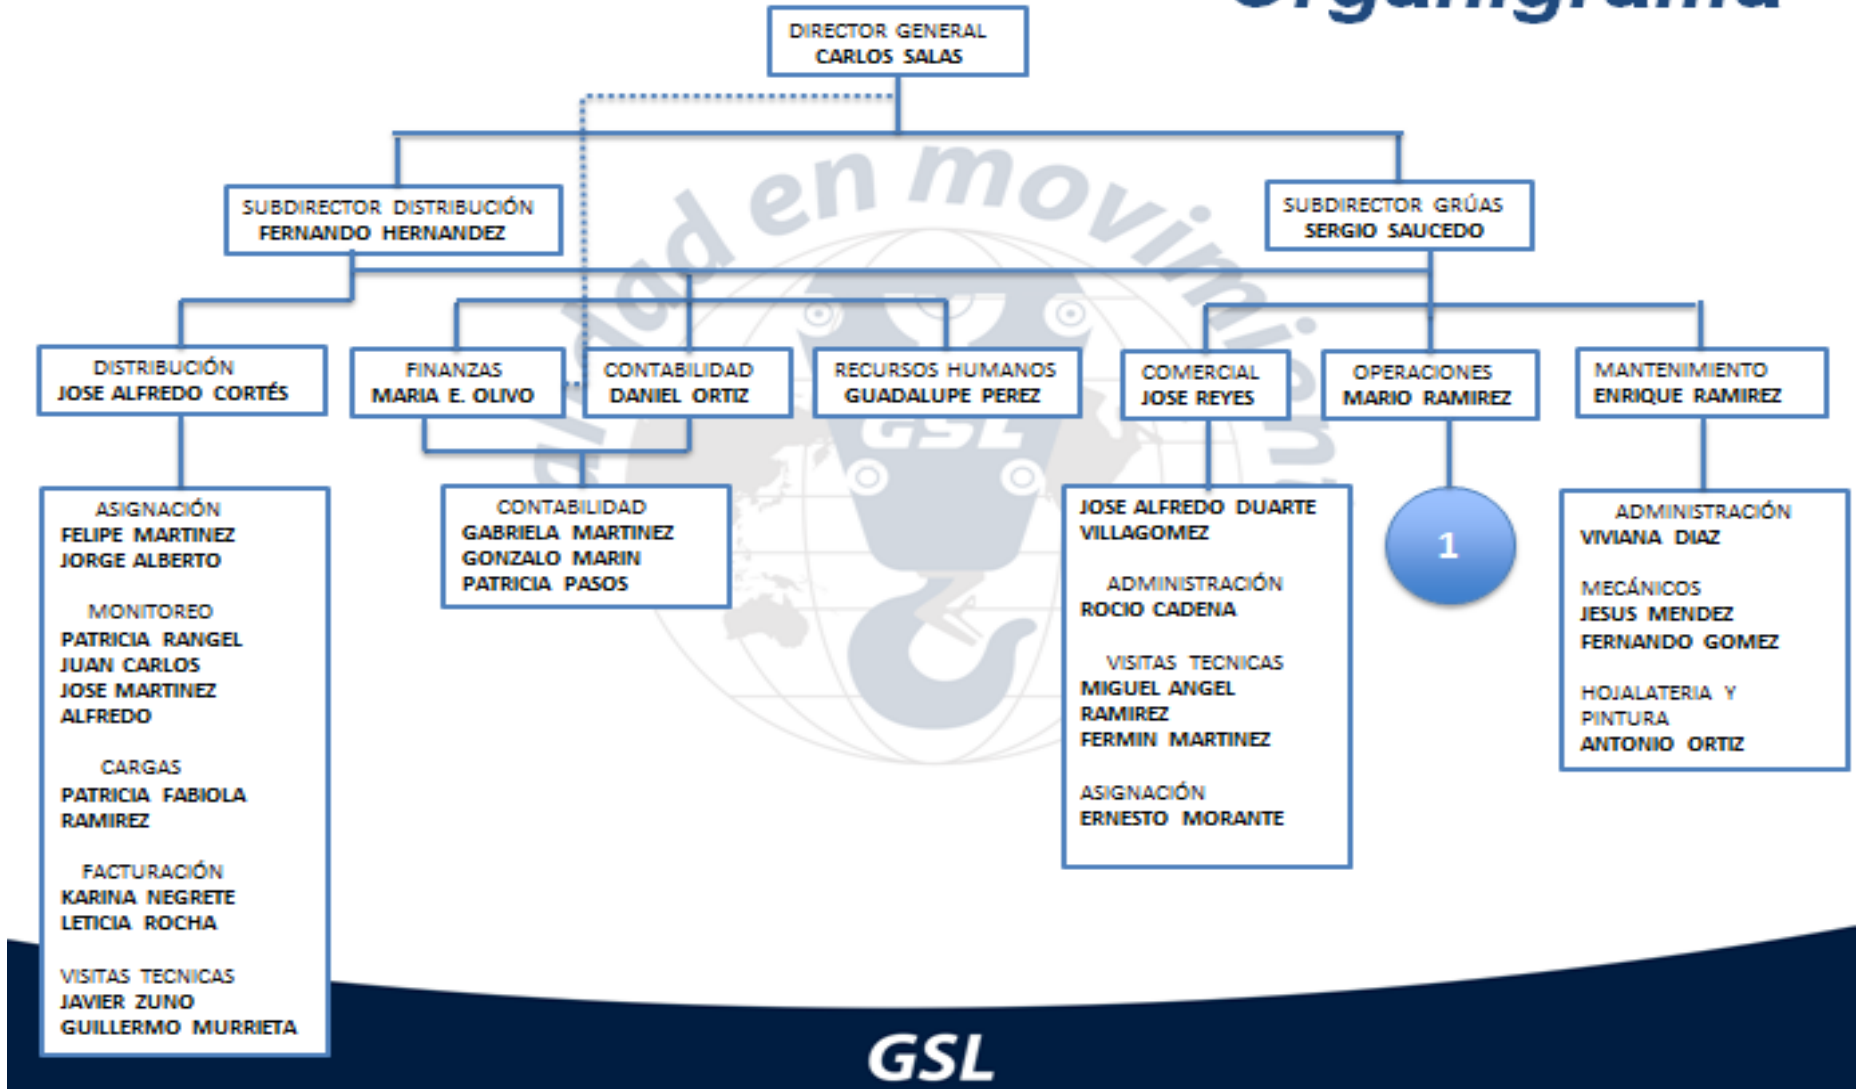 Organigrama
DIRECTOR GENERAL
CARLOS SALAS
SUBDIRECTOR DISTRIBUCIÓN
FERNANDO HERNANDEZ
SUBDIRECTOR GRÚAS
SERGIO SAUCEDO
DISTRIBUCIÓN
JOSE ALFREDO CORTÉS
FINANZAS
MARIA E. OLIVO
CONTABILIDAD
DANIEL ORTIZ
RECURSOS HUMANOS
GUADALUPE PEREZ
COMERCIAL
JOSE REYES
OPERACIONES
MARIO RAMIREZ
MANTENIMIENTO
ENRIQUE RAMIREZ
ASIGNACIÓN
FELIPE MARTINEZ
JORGE ALBERTO
MONITOREO
PATRICIA RANGEL
JUAN CARLOS
JOSE MARTINEZ
ALFREDO
CARGAS
PATRICIA FABIOLA
RAMIREZ
FACTURACIÓN
KARINA NEGRETE
LETICIA ROCHA
VISITAS TECNICAS
JAVIER ZUNO
GUILLERMO MURRIETA
CONTABILIDAD
GABRIELA MARTINEZ
GONZALO MARIN
PATRICIA PASOS
JOSE ALFREDO DUARTE
VILLAGOMEZ
ADMINISTRACIÓN
ROCIO CADENA
VISITAS TECNICAS
MIGUEL ANGEL
RAMIREZ
FERMIN MARTINEZ
ASIGNACIÓN
ERNESTO MORANTE
1
ADMINISTRACIÓN
VIVIANA DIAZ
MECÁNICOS
JESUS MENDEZ
FERNANDO GOMEZ
HOJALATERIA Y
PINTURA
ANTONIO ORTIZ
en
GSL
GSL